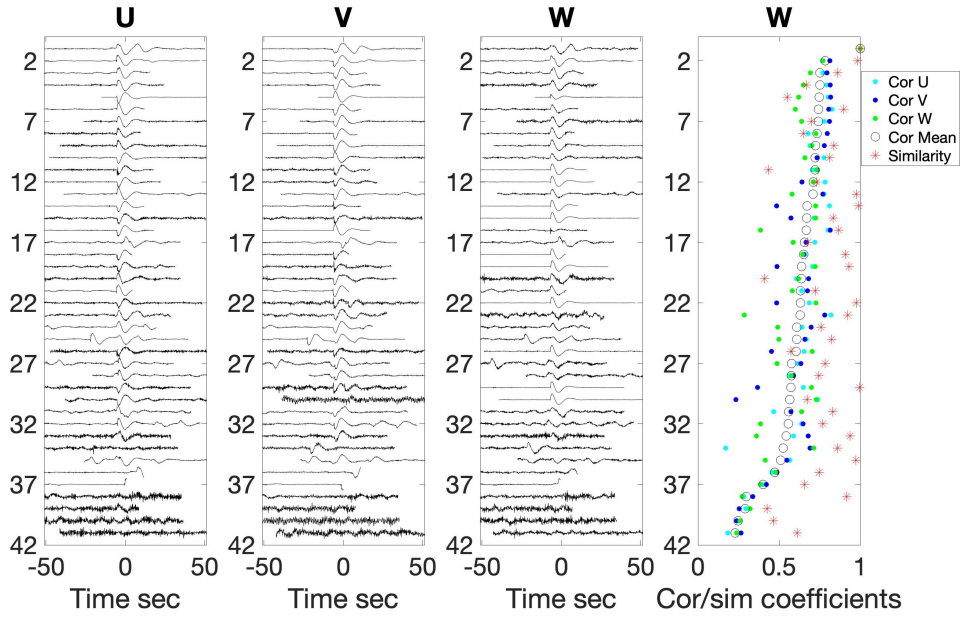 U V W W
2 2 2 2
7 7 7 7
12 12 12 12
17 17 17 17
22 22 22 22
27 27 27 27
32 32 32 32
37 37 37 37
42 42 42 42
Cor U
Cor V
Cor W
Cor Mean
Similarity
-50 0 50 -50 0 50 -50 0 50 0 0.5 1
Time sec Time sec Time sec Cor/sim coefficients